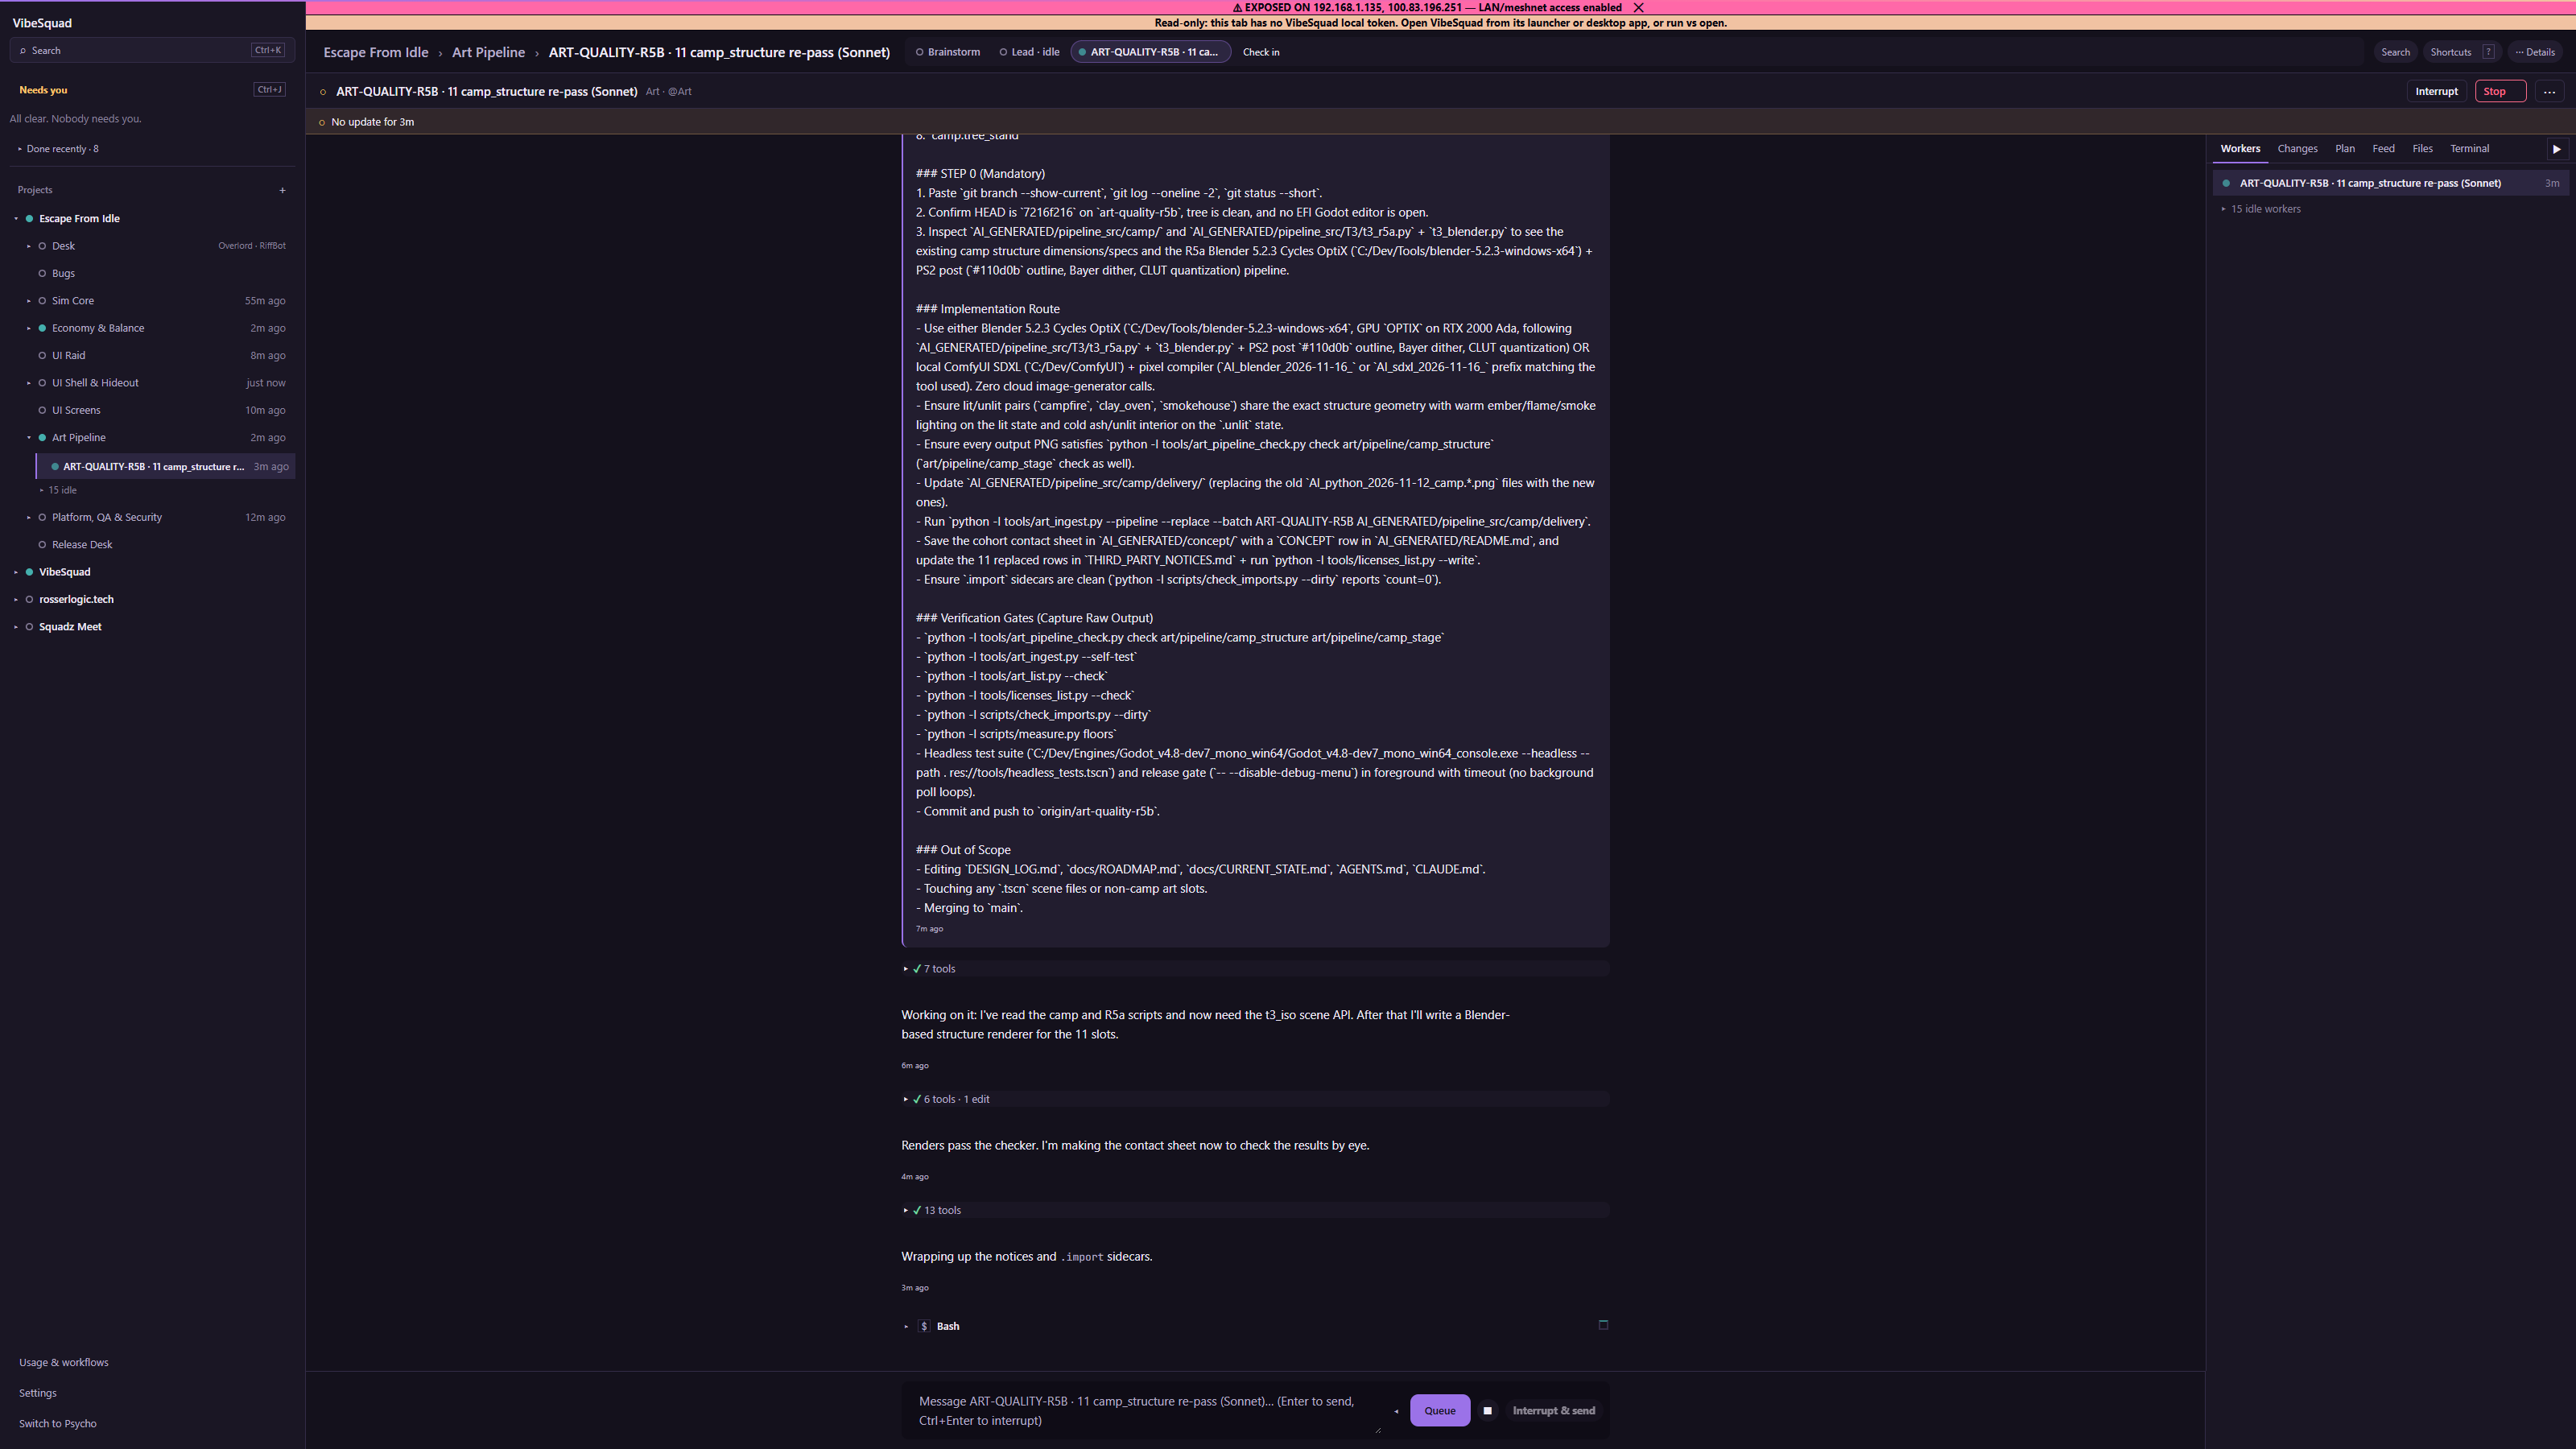 ⚠ EXPOSED ON 192.168.1.135, 100.83.196.251 — LAN/meshnet access enabled
Read-only: this tab has no VibeSquad local token. Open VibeSquad from its launcher or desktop app, or run vs open.
VibeSquad
Search Ctrl+K
Needs you Ctrl+J
All clear. Nobody needs you.
Done recently · 8
Projects +
Escape From Idle
Desk Overlord · RiffBot
Bugs
Sim Core 55m ago
Economy & Balance 2m ago
UI Raid 8m ago
UI Shell & Hideout just now
UI Screens 10m ago
Art Pipeline 2m ago
ART-QUALITY-R5B · 11 camp_structure r... 3m ago
15 idle
Platform, QA & Security 12m ago
Release Desk
VibeSquad
rosserlogic.tech
Squadz Meet
Usage & workflows
Settings
Switch to Psycho
Escape From Idle › Art Pipeline › ART-QUALITY-R5B · 11 camp_structure re-pass (Sonnet)
Brainstorm
Lead · idle
ART-QUALITY-R5B · 11 ca...
Check in
Search
Shortcuts ?
··· Details
ART-QUALITY-R5B · 11 camp_structure re-pass (Sonnet) Art · @Art
Interrupt
Stop
...
No update for 3m
8. `camp.tree_stand`
### STEP 0 (Mandatory)
1. Paste `git branch --show-current`, `git log --oneline -2`, `git status --short`.
2. Confirm HEAD is `7216f216` on `art-quality-r5b`, tree is clean, and no EFI Godot editor is open.
3. Inspect `AI_GENERATED/pipeline_src/camp/` and `AI_GENERATED/pipeline_src/T3/t3_r5a.py` + `t3_blender.py` to see the
existing camp structure dimensions/specs and the R5a Blender 5.2.3 Cycles OptiX (`C:/Dev/Tools/blender-5.2.3-windows-x64`) +
PS2 post (`#110d0b` outline, Bayer dither, CLUT quantization) pipeline.
### Implementation Route
- Use either Blender 5.2.3 Cycles OptiX (`C:/Dev/Tools/blender-5.2.3-windows-x64`, GPU `OPTIX` on RTX 2000 Ada, following
`AI_GENERATED/pipeline_src/T3/t3_r5a.py` + `t3_blender.py` + PS2 post `#110d0b` outline, Bayer dither, CLUT quantization) OR
local ComfyUI SDXL (`C:/Dev/ComfyUI`) + pixel compiler (`AI_blender_2026-11-16_` or `AI_sdxl_2026-11-16_` prefix matching the
tool used). Zero cloud image-generator calls.
- Ensure lit/unlit pairs (`campfire`, `clay_oven`, `smokehouse`) share the exact structure geometry with warm ember/flame/smoke
lighting on the lit state and cold ash/unlit interior on the `.unlit` state.
- Ensure every output PNG satisfies `python -I tools/art_pipeline_check.py check art/pipeline/camp_structure`
(`art/pipeline/camp_stage` check as well).
- Update `AI_GENERATED/pipeline_src/camp/delivery/` (replacing the old `AI_python_2026-11-12_camp.*.png` files with the new
ones).
- Run `python -I tools/art_ingest.py --pipeline --replace --batch ART-QUALITY-R5B AI_GENERATED/pipeline_src/camp/delivery`.
- Save the cohort contact sheet in `AI_GENERATED/concept/` with a `CONCEPT` row in `AI_GENERATED/README.md`, and
update the 11 replaced rows in `THIRD_PARTY_NOTICES.md` + run `python -I tools/licenses_list.py --write`.
- Ensure `.import` sidecars are clean (`python -I scripts/check_imports.py --dirty` reports `count=0`).
### Verification Gates (Capture Raw Output)
- `python -I tools/art_pipeline_check.py check art/pipeline/camp_structure art/pipeline/camp_stage`
- `python -I tools/art_ingest.py --self-test`
- `python -I tools/art_list.py --check`
- `python -I tools/licenses_list.py --check`
- `python -I scripts/check_imports.py --dirty`
- `python -I scripts/measure.py floors`
- Headless test suite (`C:/Dev/Engines/Godot_v4.8-dev7_mono_win64/Godot_v4.8-dev7_mono_win64_console.exe --headless --
path . res://tools/headless_tests.tscn`) and release gate (`-- --disable-debug-menu`) in foreground with timeout (no background
poll loops).
- Commit and push to `origin/art-quality-r5b`.
### Out of Scope
- Editing `DESIGN_LOG.md`, `docs/ROADMAP.md`, `docs/CURRENT_STATE.md`, `AGENTS.md`, `CLAUDE.md`.
- Touching any `.tscn` scene files or non-camp art slots.
- Merging to `main`.
7m ago
✓ 7 tools
Working on it: I've read the camp and R5a scripts and now need the t3_iso scene API. After that I'll write a Blender-
based structure renderer for the 11 slots.
6m ago
✓ 6 tools · 1 edit
Renders pass the checker. I'm making the contact sheet now to check the results by eye.
4m ago
✓ 13 tools
Wrapping up the notices and .import sidecars.
3m ago
$ Bash
Message ART-QUALITY-R5B · 11 camp_structure re-pass (Sonnet)... (Enter to send,
Ctrl+Enter to interrupt)
Queue
Interrupt & send
Workers Changes Plan Feed Files Terminal
ART-QUALITY-R5B · 11 camp_structure re-pass (Sonnet) 3m
15 idle workers